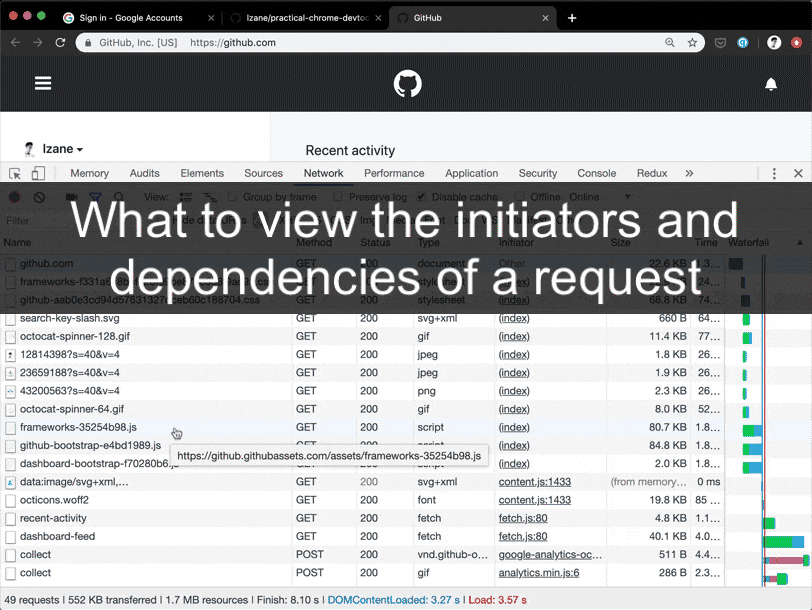 Sign in - Google Accounts
Izane/practical-chrome-devtoo
GitHub
GitHub, Inc. [US] https://github.com
Izane
Recent activity
Memory Audits Elements Sources Network Performance Application Security Console Redux »
View: Group by frame Preserve log Disable cache Offline Online
Filter
What to view the initiators and
dependencies of a request
Name Method Status Type Initiator Size Time Waterfall
github.com GET 200 document Other 22.6 KB 1.3…
stylesheet
stylesheet (index) 68.8 KB 74…
search-key-slash.svg GET 200 svg+xml (index) 660 B 64…
octocat-spinner-128.gif GET 200 gif (index) 11.4 KB 77…
12814398?s=40&v=4 GET 200 jpeg (index) 1.8 KB 26…
23659188?s=40&v=4 GET 200 jpeg (index) 1.9 KB 26…
43200563?s=40&v=4 GET 200 png (index) 2.3 KB 26…
octocat-spinner-64.gif GET 200 gif (index) 8.0 KB 52…
frameworks-35254b98.js GET 200 script (index) 80.7 KB 1.8…
github-bootstrap-e4bd1989.js GET 200 script (index) 84.8 KB 1.8…
https://github.githubassets.com/assets/frameworks-35254b98.js
dashboard-bootstrap-f70280b6.js GET 200 script (index) 2.0 KB 1.8…
data:image/svg+xml,… GET 200 svg+xml content.js:1433 (from memory… 0 ms
octicons.woff2 GET 200 font content.js:1433 19.8 KB 85 …
recent-activity GET 200 fetch fetch.js:80 4.8 KB 1.1…
dashboard-feed GET 200 fetch fetch.js:80 40.1 KB 4.0…
collect POST 200 vnd.github-o… google-analytics-oc… 511 B 4.4…
collect POST 200 gif analytics.min.js:6 286 B 2.3…
49 requests | 552 KB transferred | 1.7 MB resources | Finish: 8.10 s | DOMContentLoaded: 3.27 s | Load: 3.57 s